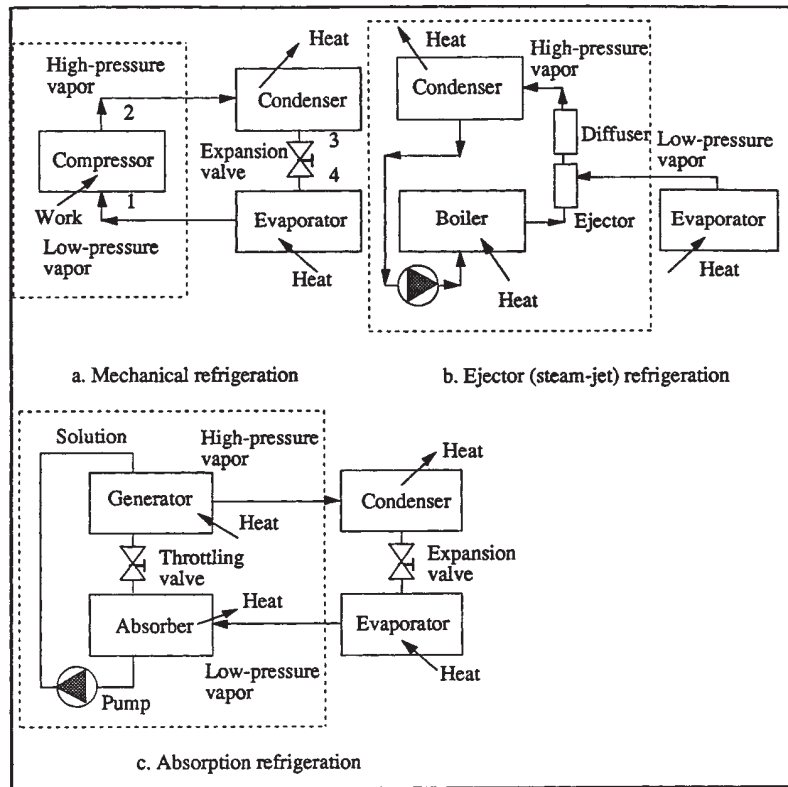 Heat
High-pressure
vapor
2
Condenser
3
Expansion
valve
4
Compressor
1
Work
Evaporator
Low-pressure
vapor
Heat
a. Mechanical refrigeration
Heat
High-pressure
vapor
Condenser
Diffuser
Low-pressure
vapor
Boiler
Ejector
Evaporator
Heat
Heat
b. Ejector (steam-jet) refrigeration
Solution
High-pressure
vapor
Heat
Generator
Condenser
Heat
Throttling
valve
Expansion
valve
Heat
Absorber
Evaporator
Low-pressure
vapor
Heat
Pump
c. Absorption refrigeration